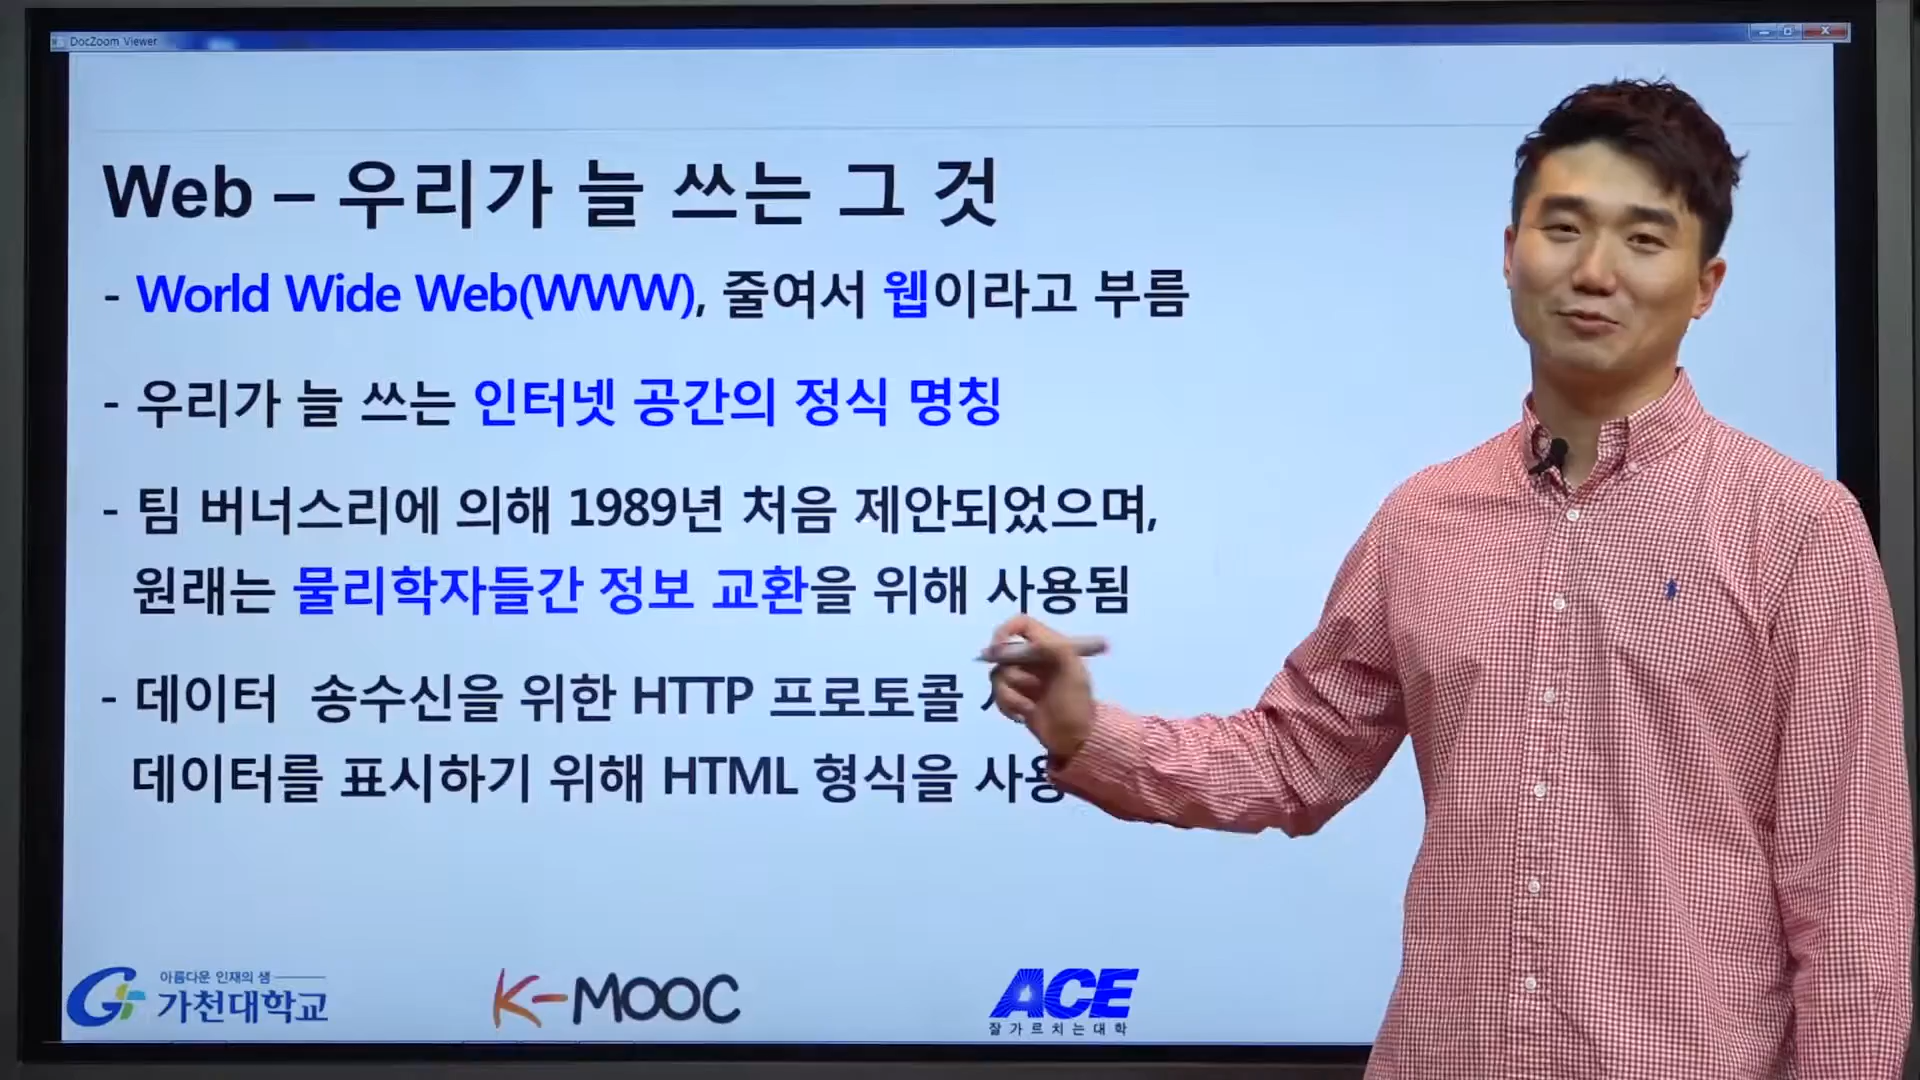 DocZoom Viewer
Web – 우리가 늘 쓰는 그 것
- World Wide Web(WWW), 줄여서 웹이라고 부름
- 우리가 늘 쓰는 인터넷 공간의 정식 명칭
- 팀 버너스리에 의해 1989년 처음 제안되었으며,
원래는 물리학자들간 정보 교환을 위해 사용됨
- 데이터 송수신을 위한 HTTP 프로토콜
데이터를 표시하기 위해 HTML 형식을 사용
아름다운 인재의 샘
가천대학교
K-MOOC
ACE
잘가르치는대학